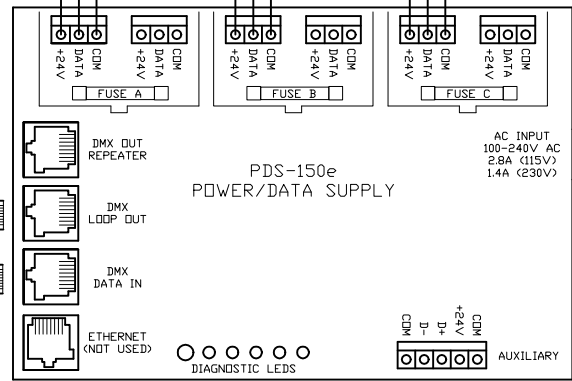 +24V DATA COM +24V DATA COM +24V DATA COM +24V DATA COM +24V DATA COM +24V DATA COM
FUSE A FUSE B FUSE C
DMX OUT
REPEATER
AC INPUT
100-240V AC
2.8A (115V)
1.4A (230V)
PDS-150e
POWER/DATA SUPPLY
DMX
LOOP OUT
DMX
DATA IN
ETHERNET
(NOT USED)
DIAGNOSTIC LEDS
COM D- D+ +24V COM
AUXILIARY